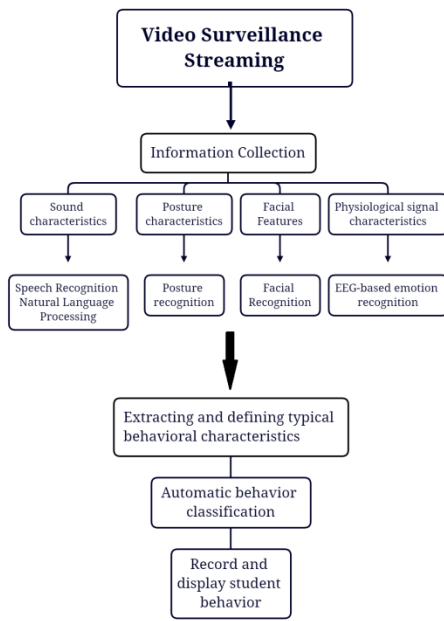 Video Surveillance
Streaming
Information Collection
Sound
characteristics
Posture
characteristics
Facial
Features
Physiological signal
characteristics
Speech Recognition
Natural Language
Processing
Posture
recognition
Facial
Recognition
EEG-based emotion
recognition
Extracting and defining typical
behavioral characteristics
Automatic behavior
classification
Record and
display student
behavior